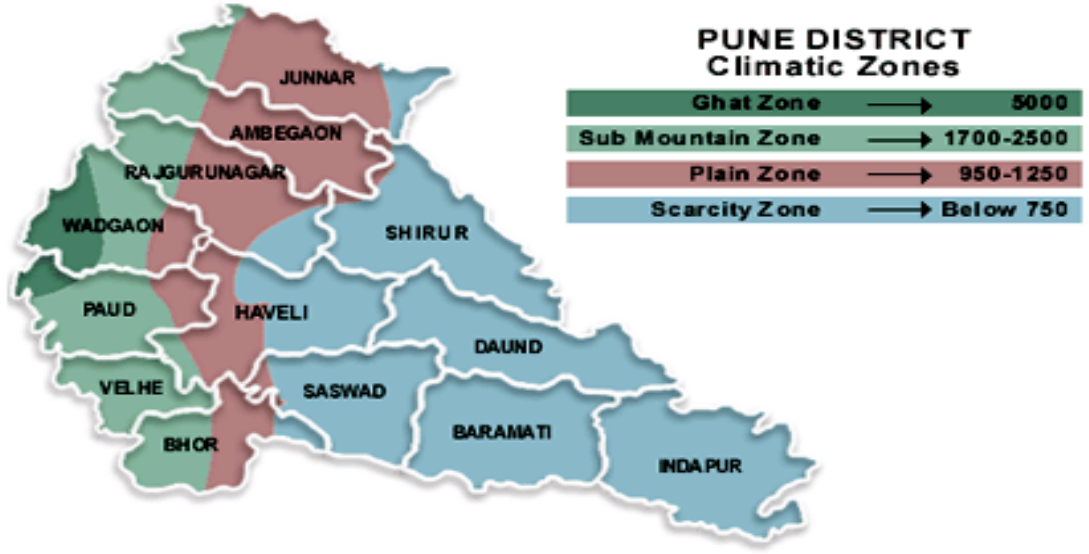 PUNE DISTRICT
Climatic Zones
Ghat Zone → 5000
Sub Mountain Zone → 1700-2500
Plain Zone → 950-1250
Scarcity Zone → Below 750
JUNNAR
AMBEGAON
RAJGURUNAGAR
WADGAON
SHIRUR
PAUD
HAVELI
DAUND
VELHE
SASWAD
BARAMATI
BHOR
INDAPUR